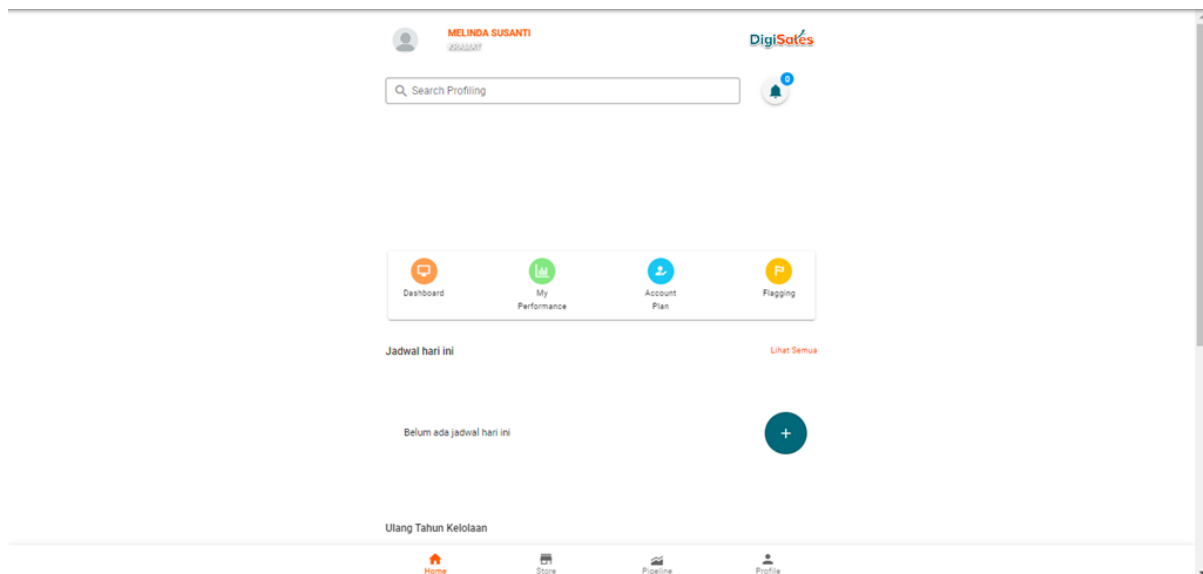 MELINDA SUSANTI
KRAMAT
DigiSales
Search Profiling
0
Dashboard
My
Performance
Account
Plan
Flagging
Jadwal hari ini
Lihat Semua
Belum ada jadwal hari ini
+
Ulang Tahun Kelolaan
Home
Store
Pipeline
Profile